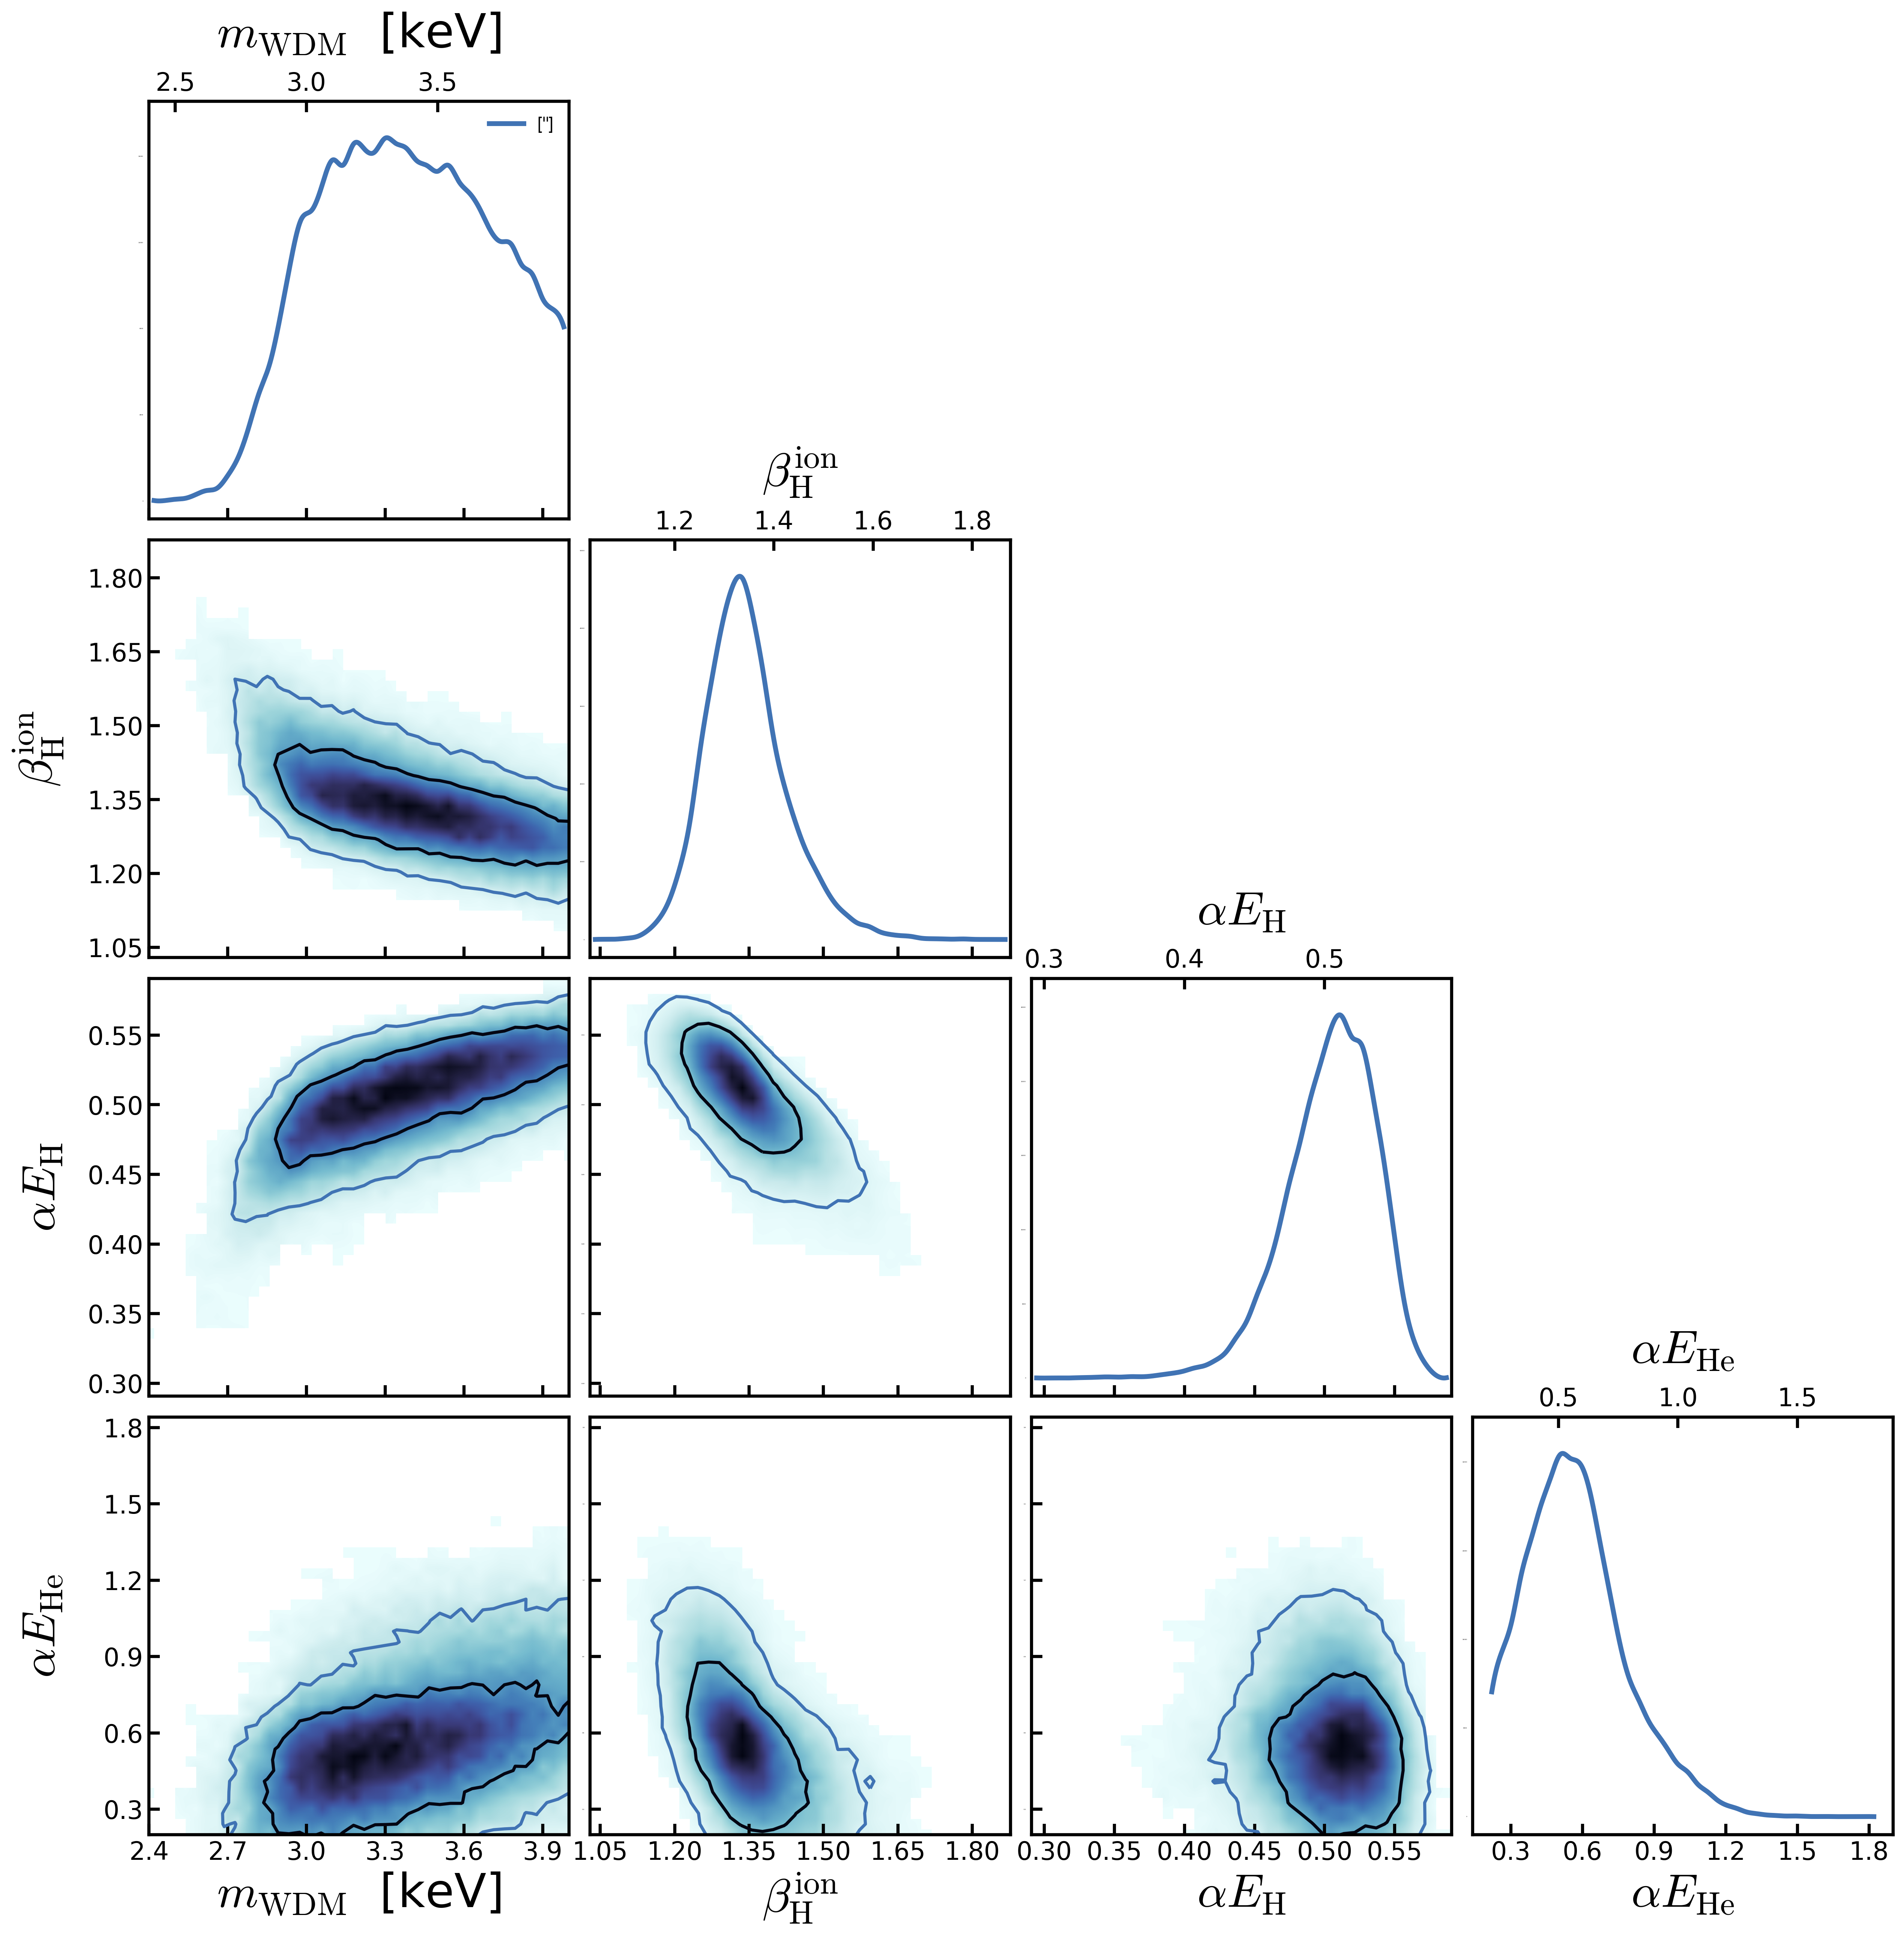 m_WDM [keV]
2.5 3.0 3.5
['']
β_H^ion
1.2 1.4 1.6 1.8
1.80
1.65
1.50
1.35
1.20
1.05
β_H^ion
αE_H
0.3 0.4 0.5
0.55
0.50
0.45
0.40
0.35
0.30
αE_H
αE_He
0.5 1.0 1.5
1.8
1.5
1.2
0.9
0.6
0.3
αE_He
2.4 2.7 3.0 3.3 3.6 3.9 1.05 1.20 1.35 1.50 1.65 1.80 0.30 0.35 0.40 0.45 0.50 0.55 0.3 0.6 0.9 1.2 1.5 1.8
m_WDM [keV] β_H^ion αE_H αE_He